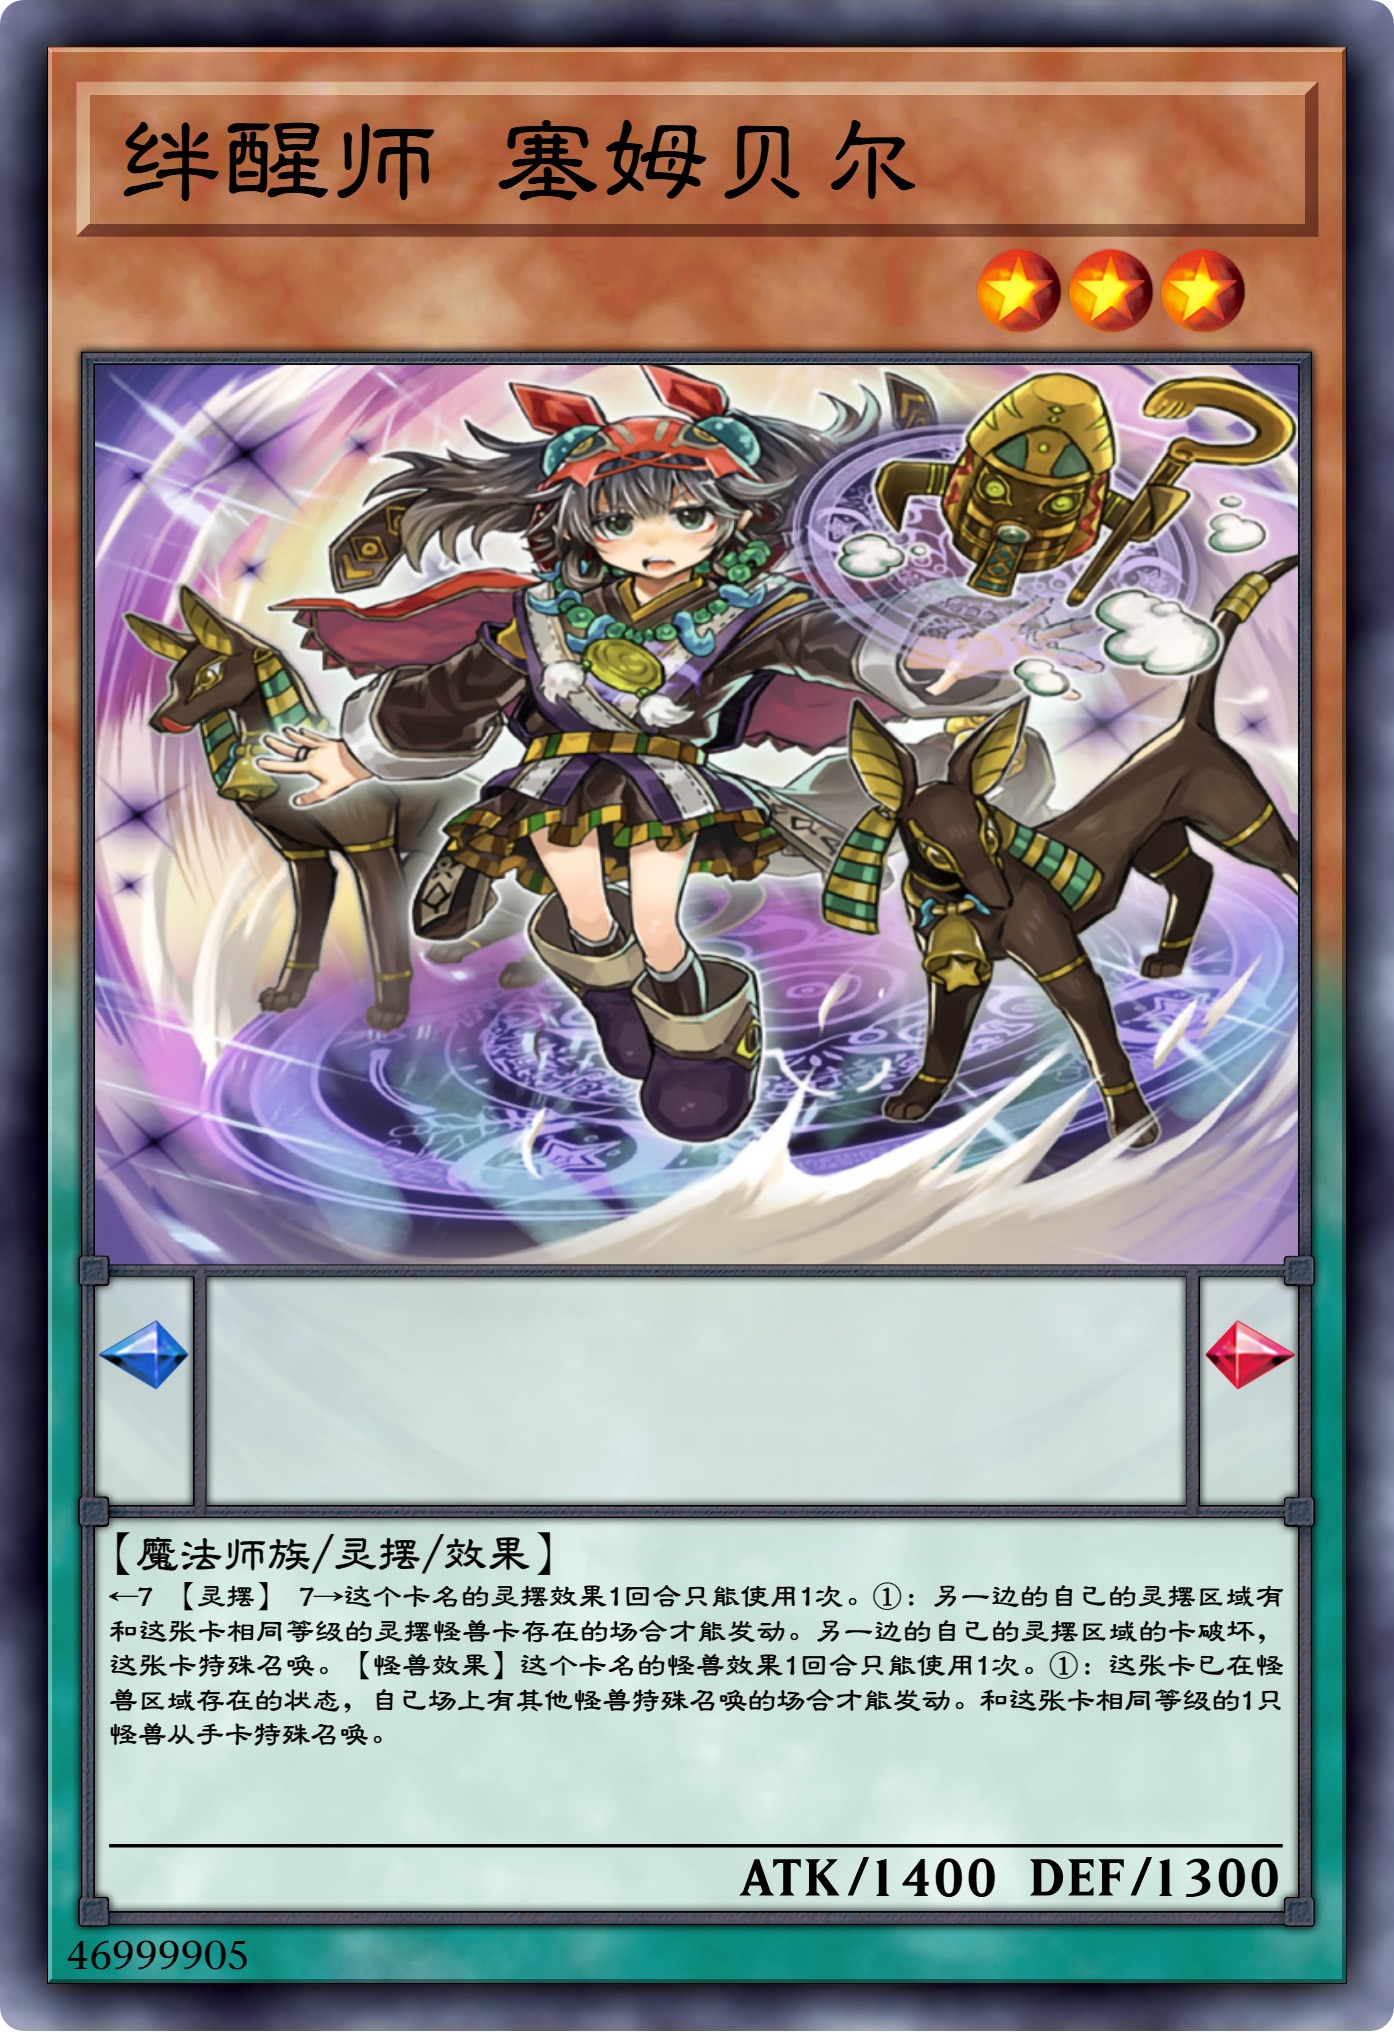 绊醒师 塞姆贝尔
【魔法师族/灵摆/效果】
←7 【灵摆】 7→这个卡名的灵摆效果1回合只能使用1次。①：另一边的自己的灵摆区域有
和这张卡相同等级的灵摆怪兽卡存在的场合才能发动。另一边的自己的灵摆区域的卡破坏，
这张卡特殊召唤。【怪兽效果】这个卡名的怪兽效果1回合只能使用1次。①：这张卡已在怪
兽区域存在的状态，自己场上有其他怪兽特殊召唤的场合才能发动。和这张卡相同等级的1只
怪兽从手卡特殊召唤。
ATK/1400 DEF/1300
46999905